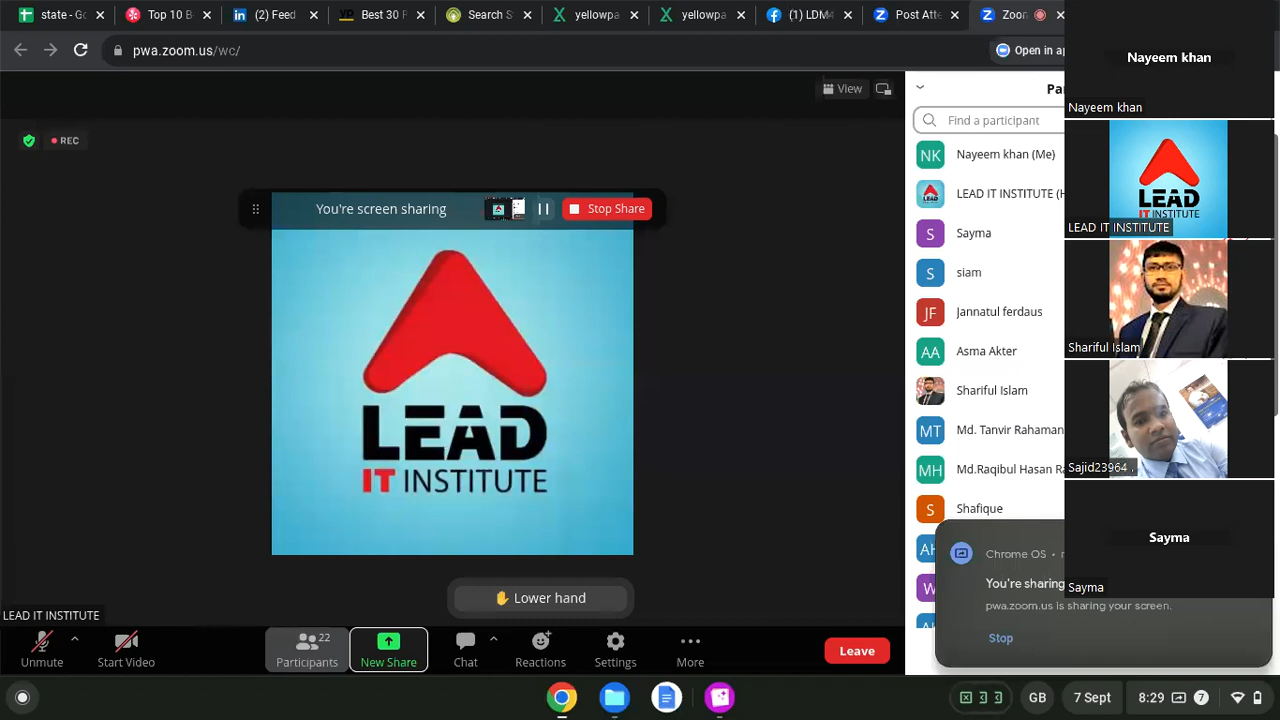 state - Go
Top 10 B
(2) Feed
Best 30 P
Search S
yellowpa
yellowpa
(1) LDM
Post Atte
Zoom
pwa.zoom.us/wc/
Open in ap
Nayeem khan
Nayeem khan
View
Par
REC
Find a participant
NK Nayeem khan (Me)
LEAD IT INSTITUTE (H
S Sayma
S siam
JF Jannatul ferdaus
AA Asma Akter
Shariful Islam
MT Md. Tanvir Rahaman
MH Md.Raqibul Hasan Ra
S Shafique
AH
W
You're screen sharing
Stop Share
LEAD
IT INSTITUTE
LEAD
IT INSTITUTE
LEAD IT INSTITUTE
Shariful Islam
Sajid23964 .
Sayma
Sayma
Chrome OS •
You're sharing
pwa.zoom.us is sharing your screen.
Stop
Lower hand
LEAD IT INSTITUTE
Unmute
Start Video
22
Participants
New Share
Chat
Reactions
Settings
More
Leave
GB
7 Sept
8:29
7